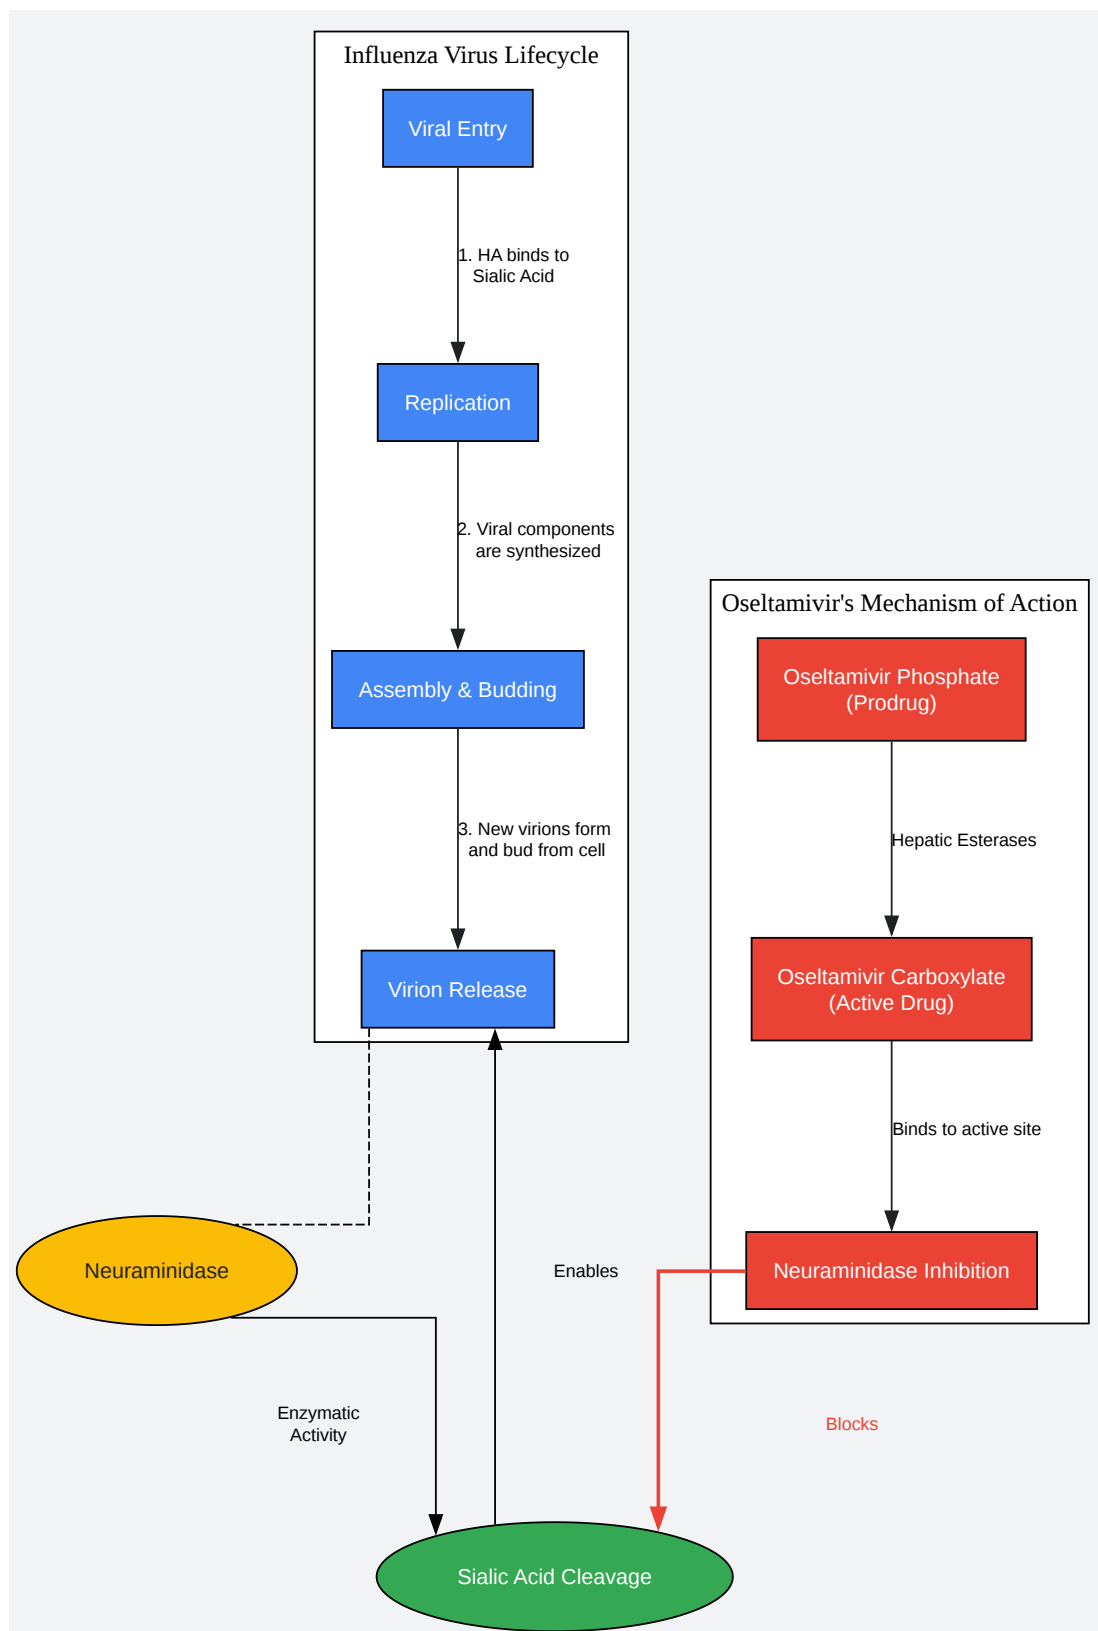 Influenza Virus Lifecycle
Viral Entry
1. HA binds to
Sialic Acid
Replication
2. Viral components
are synthesized
Assembly & Budding
3. New virions form
and bud from cell
Virion Release
Oseltamivir's Mechanism of Action
Oseltamivir Phosphate
(Prodrug)
Hepatic Esterases
Oseltamivir Carboxylate
(Active Drug)
Binds to active site
Neuraminidase Inhibition
Neuraminidase
Enables
Enzymatic
Activity
Blocks
Sialic Acid Cleavage